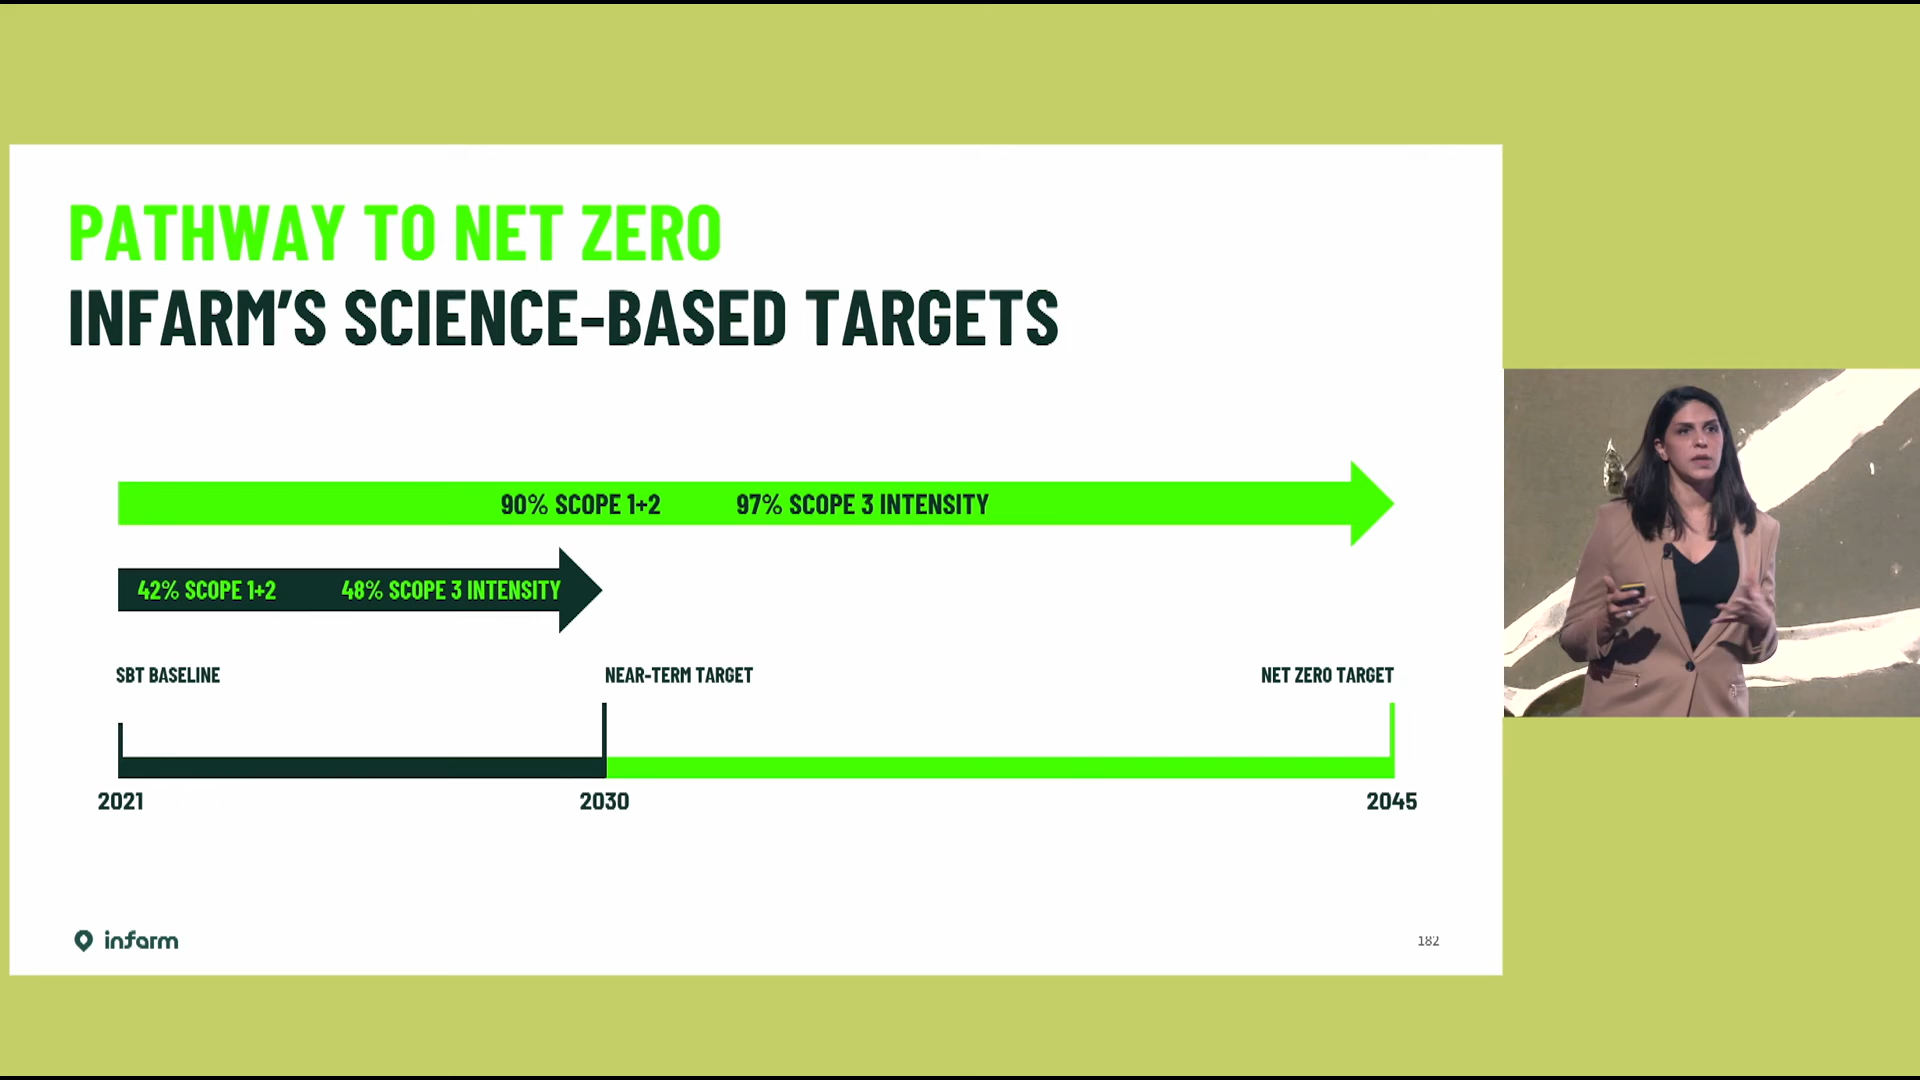 PATHWAY TO NET ZERO
INFARM'S SCIENCE-BASED TARGETS
90% SCOPE 1+2 97% SCOPE 3 INTENSITY
42% SCOPE 1+2 48% SCOPE 3 INTENSITY
SBT BASELINE NEAR-TERM TARGET NET ZERO TARGET
2021 2030 2045
infarm 182